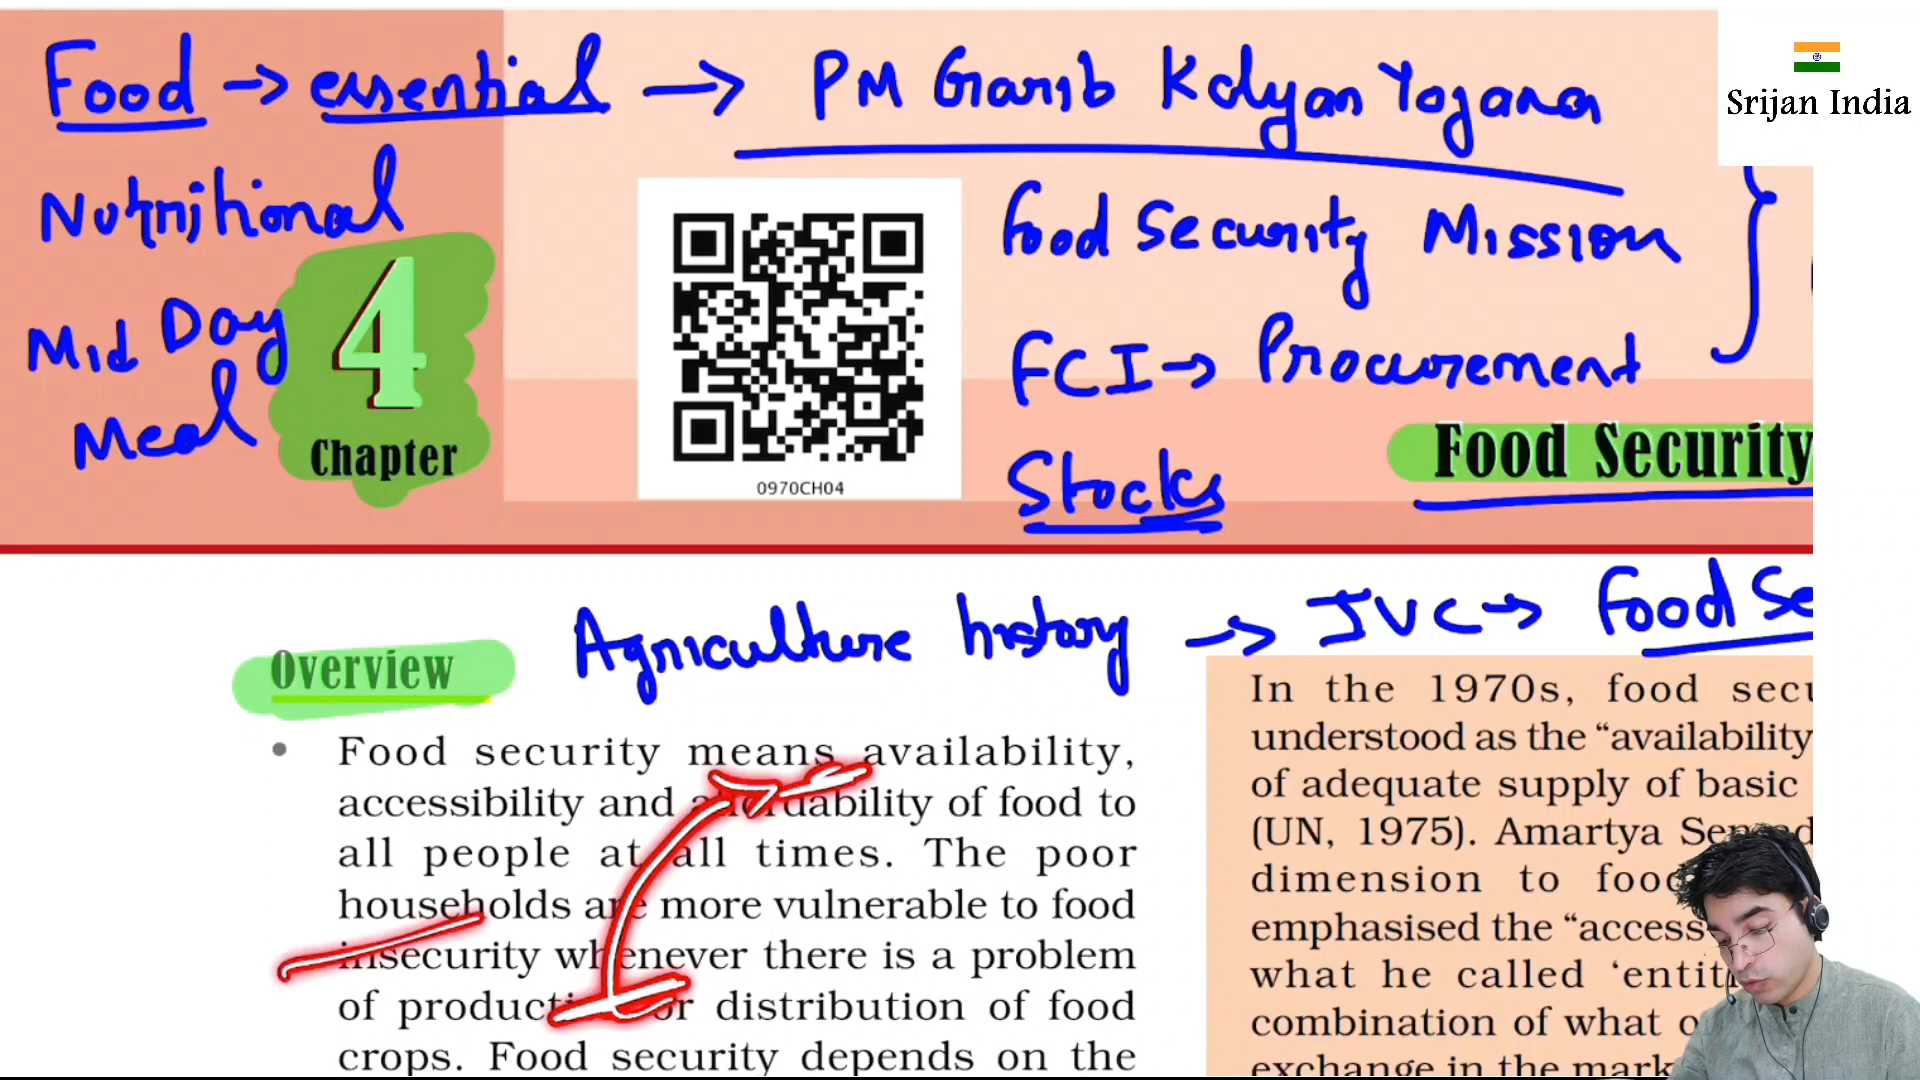 Food → essential → PM Garib Kalyan Yojana
Srijan India
Nutritional
Food Security Mission
Mid Day
Meal
4
Chapter
FCI → Procurement
0970CH04
Stocks
Food Security
Agriculture history → IVC → Food Se
Overview
• Food security means availability,
accessibility and affordability of food to
all people at all times. The poor
households are more vulnerable to food
insecurity whenever there is a problem
of production or distribution of food
crops. Food security depends on the
In the 1970s, food secu
understood as the “availability
of adequate supply of basic
(UN, 1975). Amartya Sen ad
dimension to food
emphasised the “access
what he called ‘entit
combination of what o
exchange in the mark